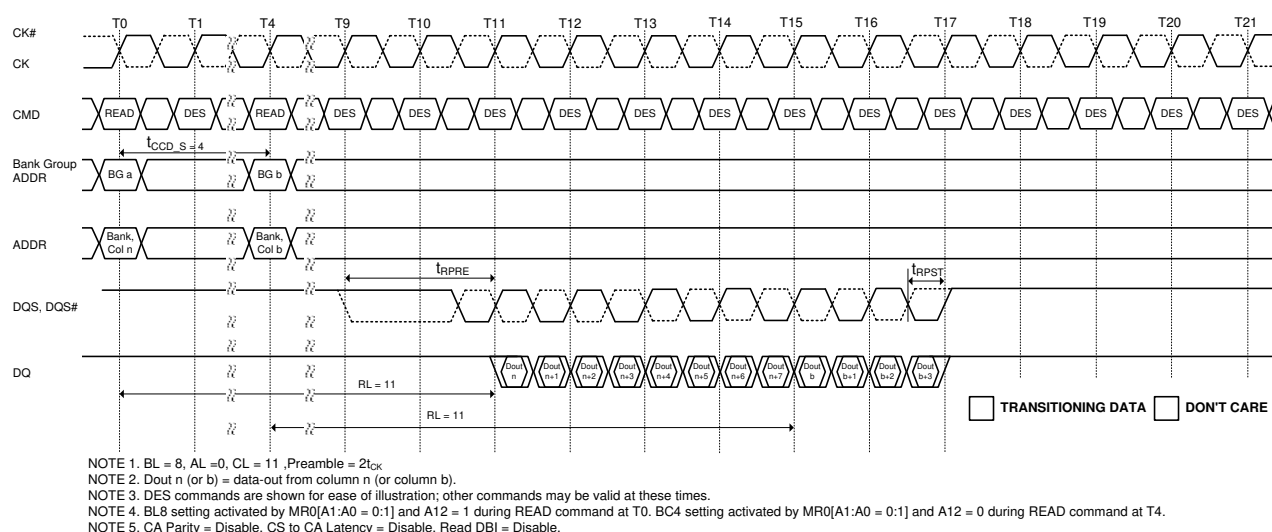 T0 T1 T4 T9 T10 T11 T12 T13 T14 T15 T16 T17 T18 T19 T20 T21
CK#
CK
CMD READ DES READ DES DES DES DES DES DES DES DES DES DES DES DES DES
tCCD_S = 4
Bank Group
ADDR
BG a BG b
ADDR
Bank, Bank,
Col n Col b
tRPRE tRPST
DQS, DQS#
DQ
Dout Dout Dout Dout Dout Dout Dout Dout Dout Dout Dout Dout
n n+1 n+2 n+3 n+4 n+5 n+6 n+7 b b+1 b+2 b+3
RL = 11
RL = 11
TRANSITIONING DATA DON'T CARE
NOTE 1. BL = 8, AL =0, CL = 11 ,Preamble = 2tCK
NOTE 2. Dout n (or b) = data-out from column n (or column b).
NOTE 3. DES commands are shown for ease of illustration; other commands may be valid at these times.
NOTE 4. BL8 setting activated by MR0[A1:A0 = 0:1] and A12 = 1 during READ command at T0. BC4 setting activated by MR0[A1:A0 = 0:1] and A12 = 0 during READ command at T4.
NOTE 5. CA Parity = Disable, CS to CA Latency = Disable, Read DBI = Disable.